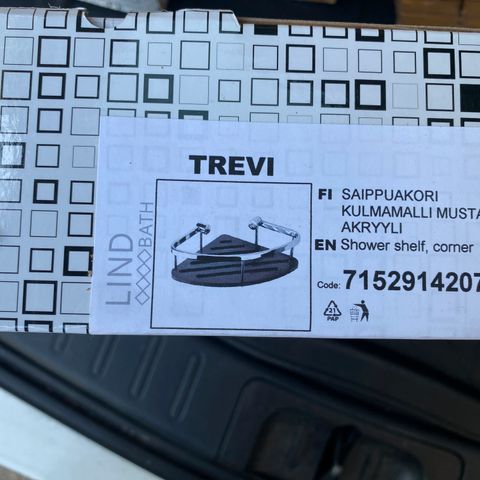 TREVI
LIND
BATH
FI SAIPPUAKORI
KULMAMALLI MUSTA
AKRYYLI
EN Shower shelf, corner
Code: 7152914207
21
PAP